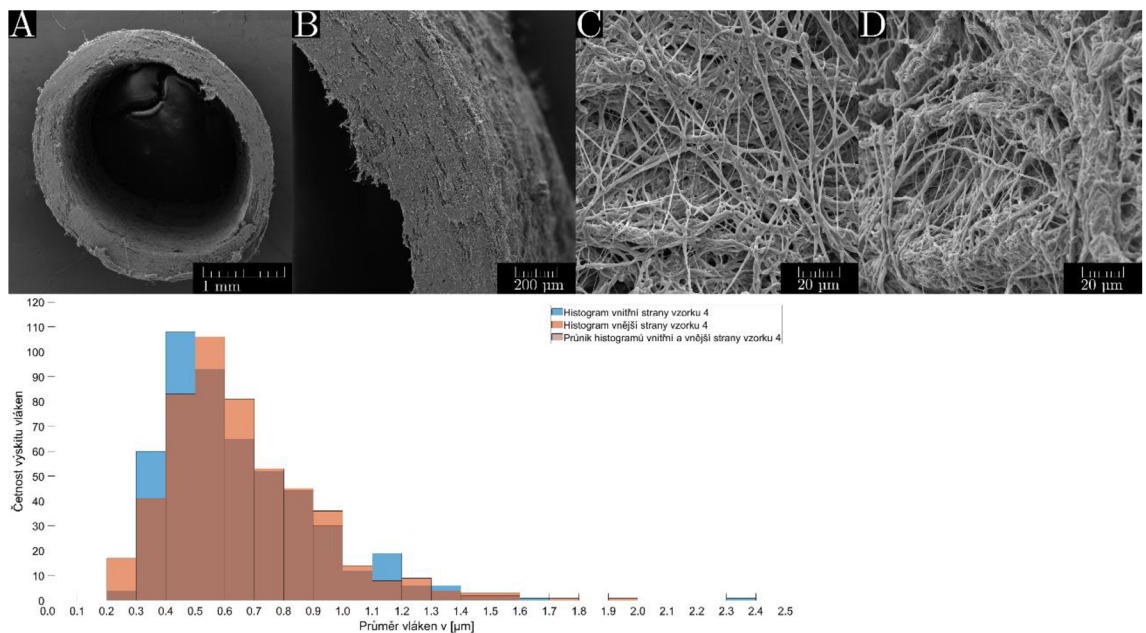 A B C D
1 mm 200 µm 20 µm 20 µm
Histogram vnitřní strany vzorku 4
Histogram vnější strany vzorku 4
Průnik histogramů vnitřní a vnější strany vzorku 4
120
110
100
90
80
70
60
50
40
30
20
10
0
Četnost výskitu vláken
0.0 0.1 0.2 0.3 0.4 0.5 0.6 0.7 0.8 0.9 1.0 1.1 1.2 1.3 1.4 1.5 1.6 1.7 1.8 1.9 2.0 2.1 2.2 2.3 2.4 2.5
Průměr vláken v [µm]